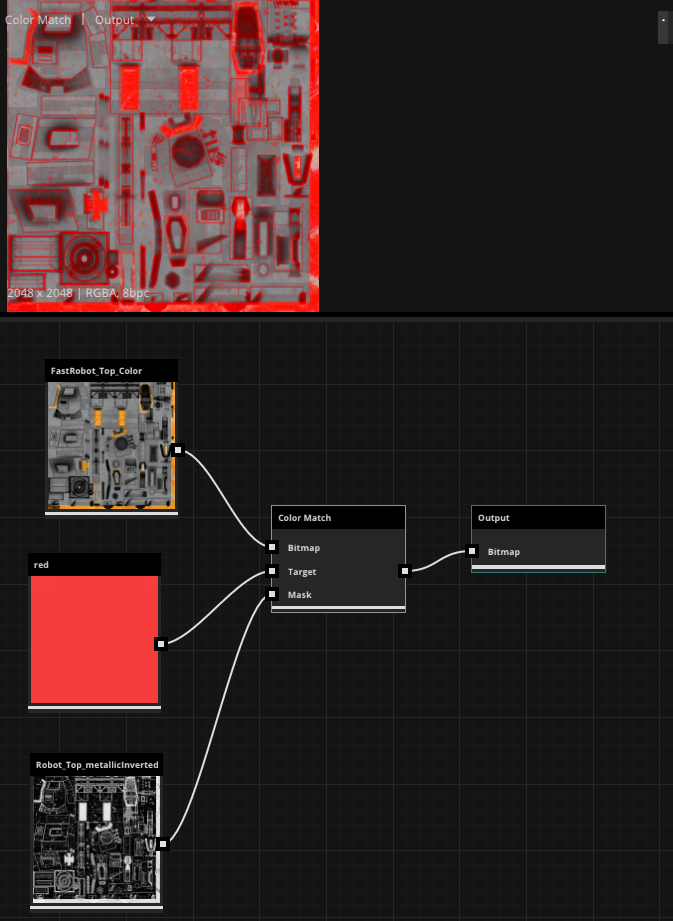 Color Match | Output
2048 x 2048 | RGBA, 8bpc
FastRobot_Top_Color
Color Match
Bitmap
Target
Mask
Output
Bitmap
red
Robot_Top_metallicInverted